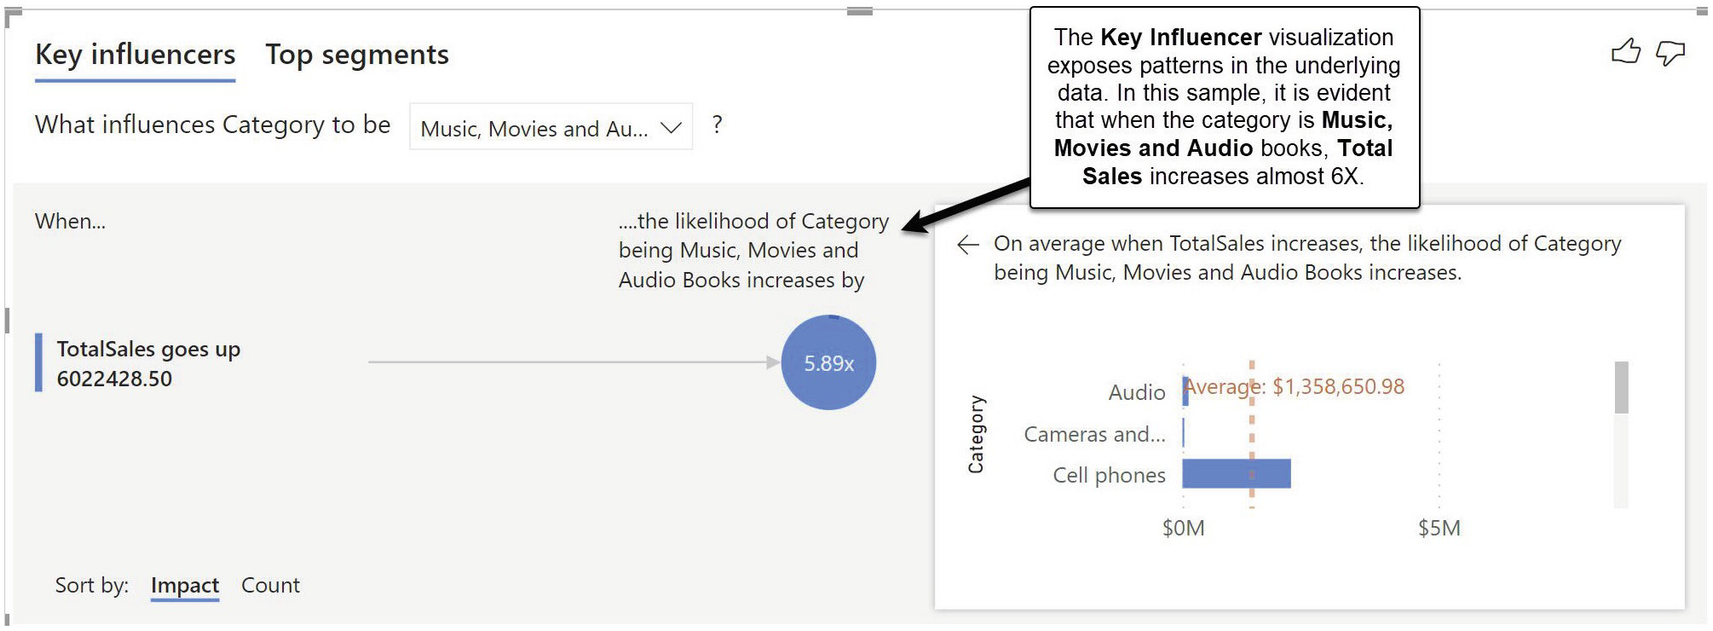 Key influencers Top segments
What influences Category to be Music, Movies and Au... ?
The Key Influencer visualization
exposes patterns in the underlying
data. In this sample, it is evident
that when the category is Music,
Movies and Audio books, Total
Sales increases almost 6X.
When...
....the likelihood of Category
being Music, Movies and
Audio Books increases by
TotalSales goes up
6022428.50
5.89x
Sort by: Impact Count
On average when TotalSales increases, the likelihood of Category
being Music, Movies and Audio Books increases.
Category
Audio
Average: $1,358,650.98
Cameras and...
Cell phones
$0M $5M